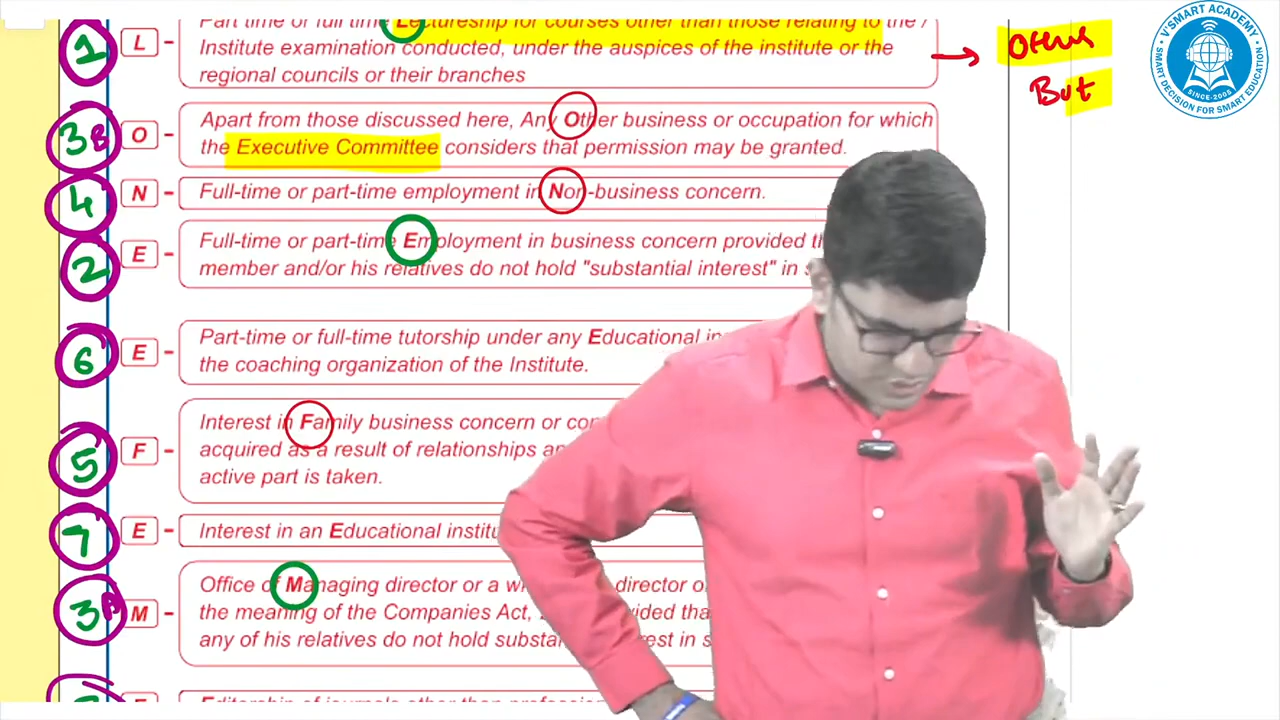 Part time or full time Lectureship for courses other than those relating to the
Institute examination conducted, under the auspices of the institute or the
regional councils or their branches
1
L -
Others
But
Apart from those discussed here, Any Other business or occupation for which
the Executive Committee considers that permission may be granted.
3B
O -
Full-time or part-time employment in Non-business concern.
4
N -
Full-time or part-time Employment in business concern provided
member and/or his relatives do not hold "substantial interest" in
2
E -
Part-time or full-time tutorship under any Educational
the coaching organization of the Institute.
6
E -
Interest in Family business concern or
acquired as a result of relationships
active part is taken.
5
F -
Interest in an Educational
7
E -
Office of Managing director or a director
the meaning of the Companies Act,
any of his relatives do not hold in
3A
M -
Editorship of journals other than
V'SMART ACADEMY
SMART DECISION FOR SMART EDUCATION
SINCE-2005